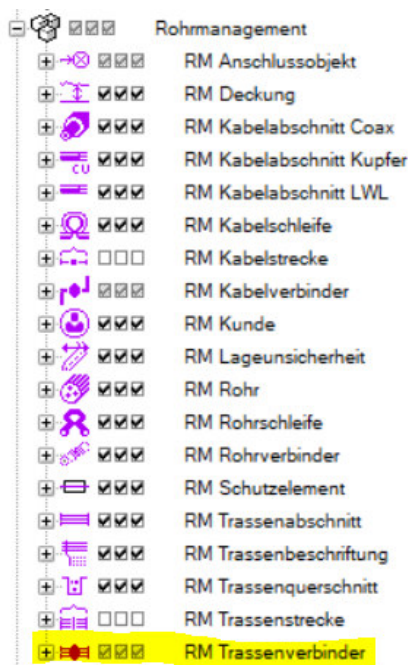 Rohrmanagement
RM Anschlussobjekt
RM Deckung
RM Kabelabschnitt Coax
CU RM Kabelabschnitt Kupfer
RM Kabelabschnitt LWL
RM Kabelschleife
RM Kabelstrecke
RM Kabelverbinder
RM Kunde
RM Lageunsicherheit
RM Rohr
RM Rohrschleife
RM Rohrverbinder
RM Schutzelement
RM Trassenabschnitt
RM Trassenbeschriftung
RM Trassenquerschnitt
RM Trassenstrecke
RM Trassenverbinder